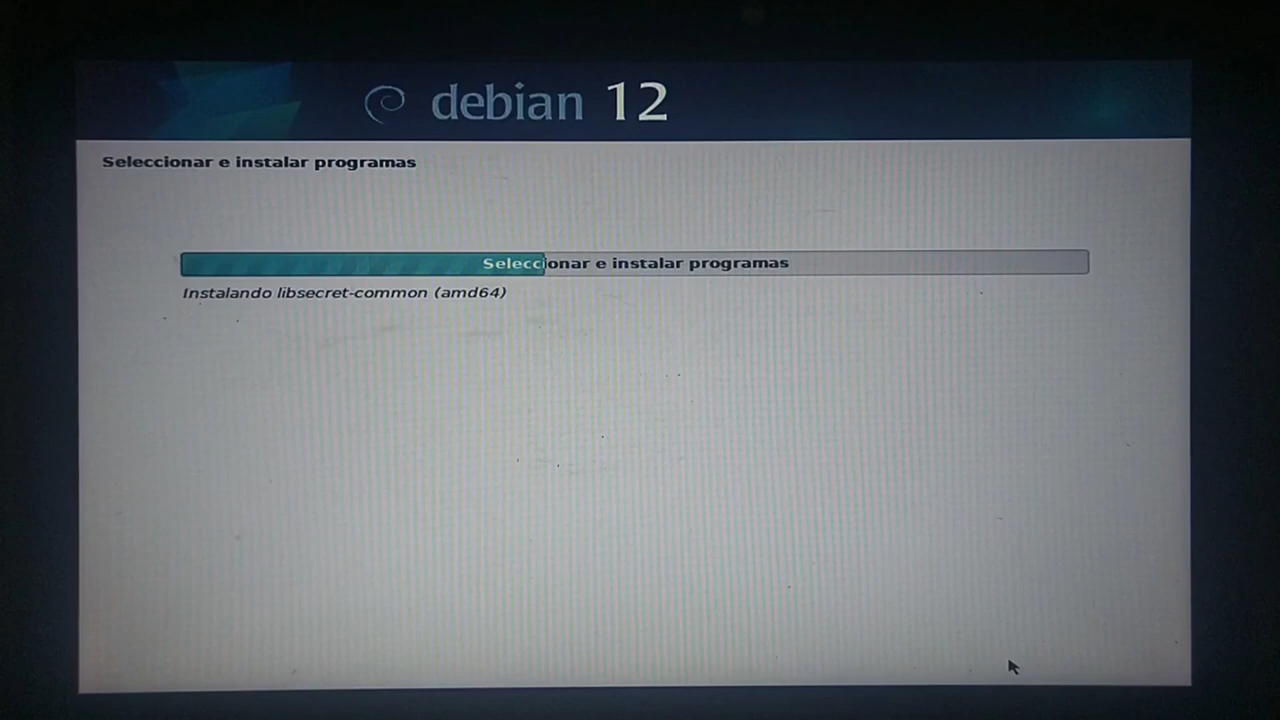 debian 12
Seleccionar e instalar programas
Seleccionar e instalar programas
Instalando libsecret-common (amd64)